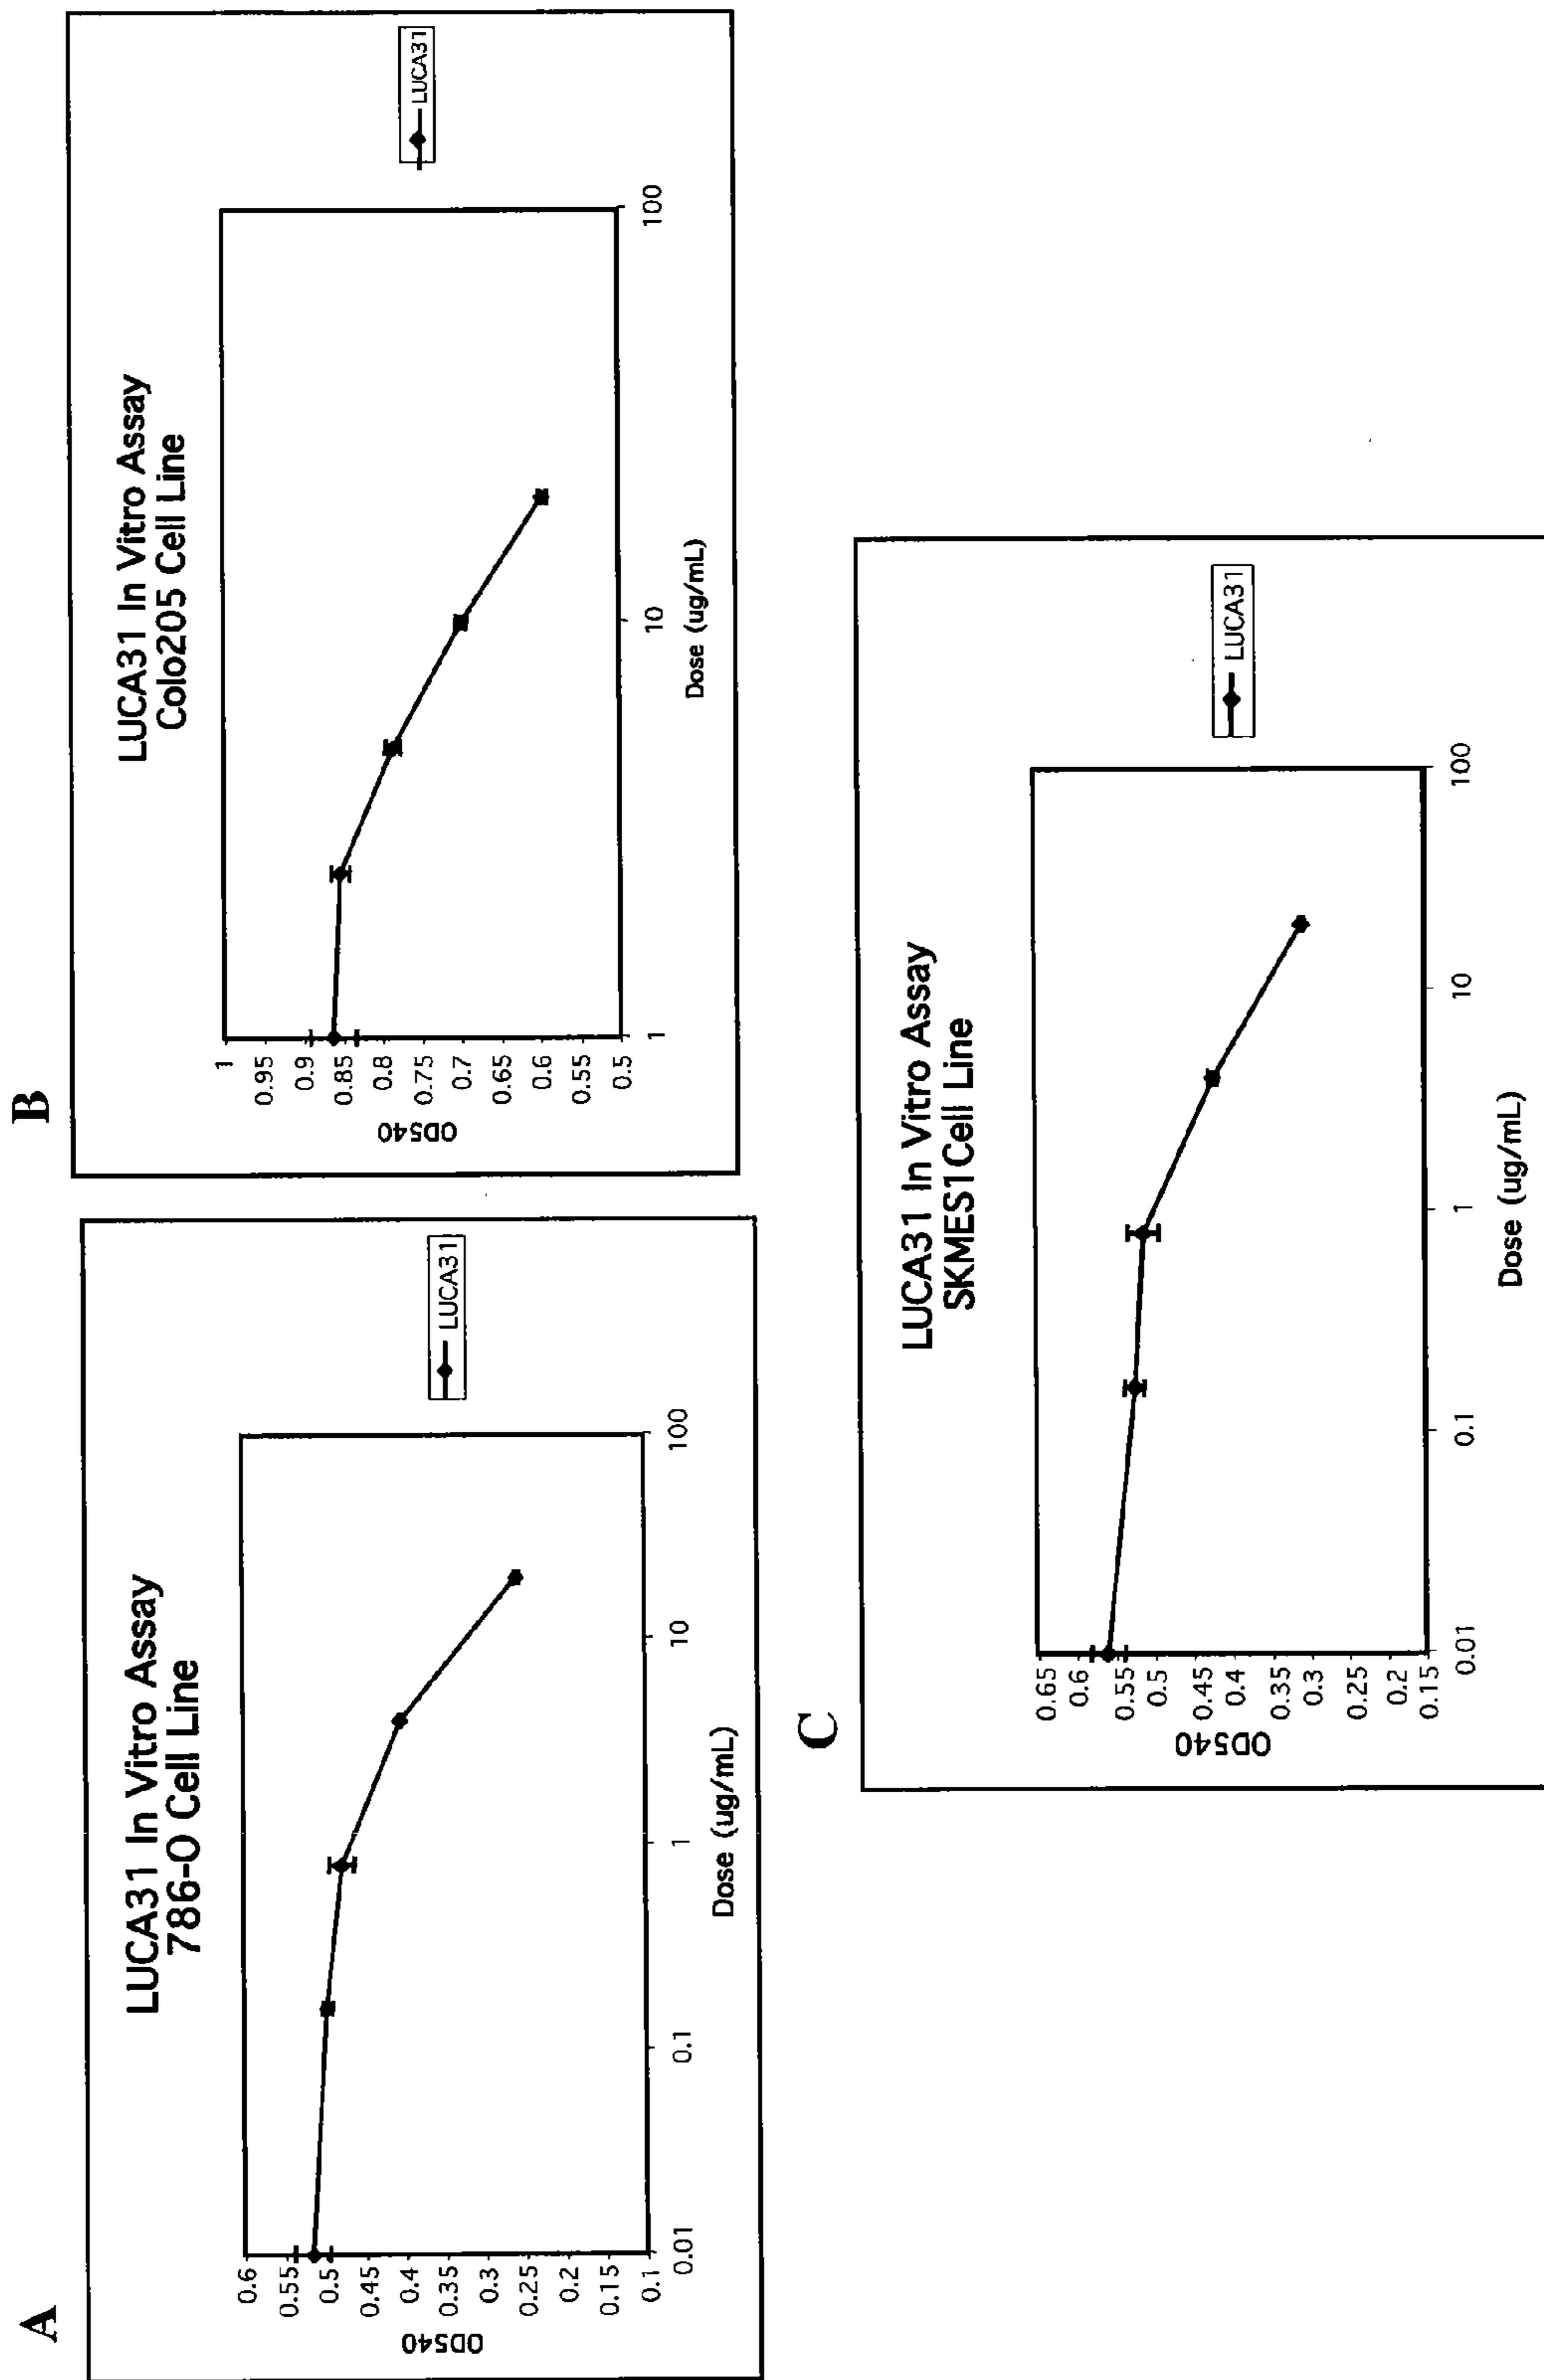 A
LUCA31 In Vitro Assay
786-O Cell Line
0.6
0.55
0.5
0.45
0.4
0.35
0.3
0.25
0.2
0.15
0.1
OD540
0.01
0.1
1
10
100
Dose (ug/mL)
LUCA31
B
LUCA31 In Vitro Assay
Colo205 Cell Line
1
0.95
0.9
0.85
0.8
0.75
0.7
0.65
0.6
0.55
0.5
OD540
1
10
100
Dose (ug/mL)
LUCA31
C
LUCA31 In Vitro Assay
SKMES1Cell Line
0.65
0.6
0.55
0.5
0.45
0.4
0.35
0.3
0.25
0.2
0.15
OD540
0.01
0.1
1
10
100
Dose (ug/mL)
LUCA31